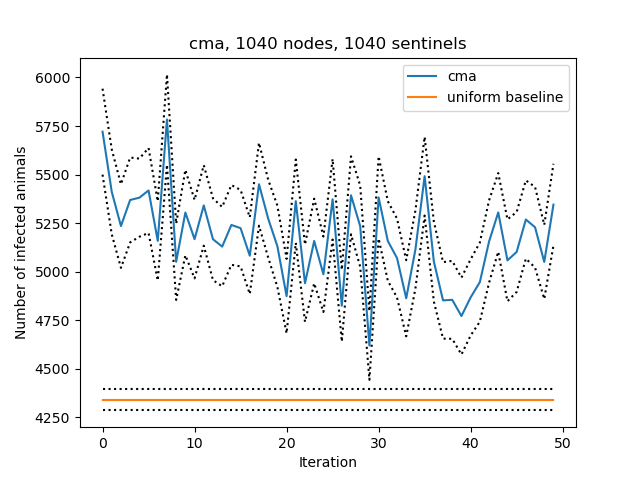 cma, 1040 nodes, 1040 sentinels
cma
uniform baseline
Number of infected animals
6000
5750
5500
5250
5000
4750
4500
4250
0 10 20 30 40 50
Iteration